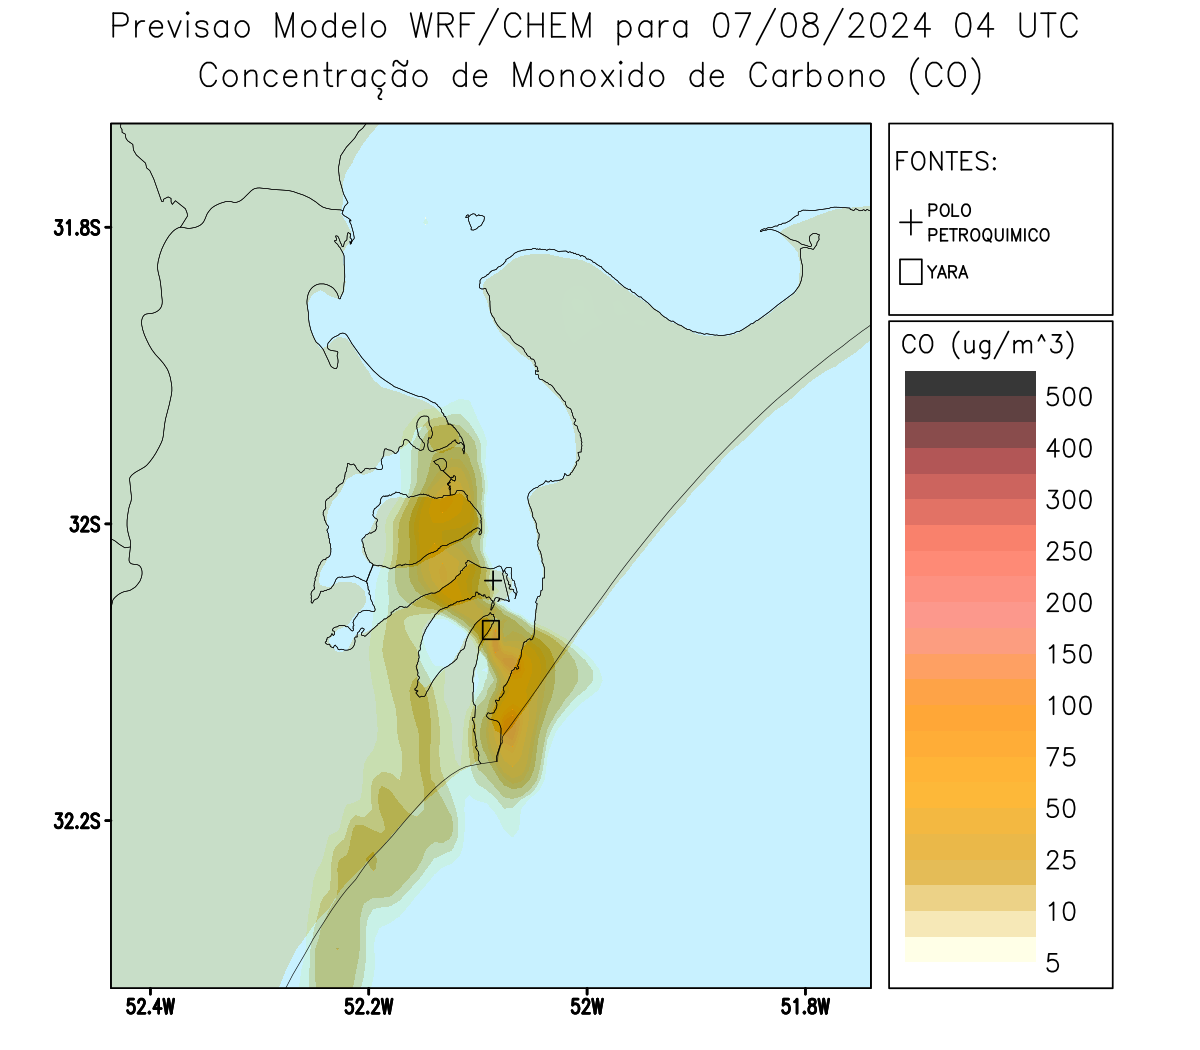 Previsao Modelo WRF/CHEM para 07/08/2024 04 UTC
Concentração de Monoxido de Carbono (CO)
FONTES:
POLO
PETROQUIMICO
YARA
CO (ug/m^3)
500
400
300
250
200
150
100
75
50
25
10
5
31.8S
32S
32.2S
52.4W
52.2W
52W
51.8W